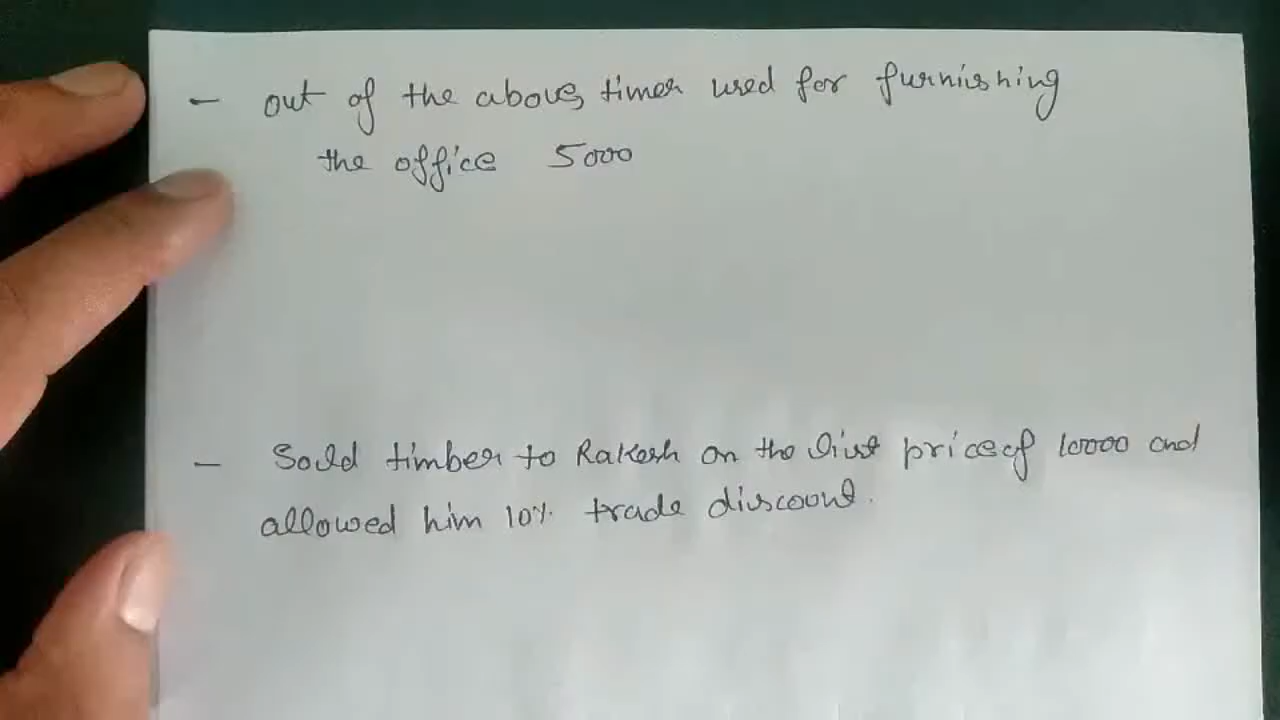 - out of the above, timer used for furnishing
the office 5000
- Sold timber to Rakesh on the list price of 10000 and
allowed him 10% trade discount.